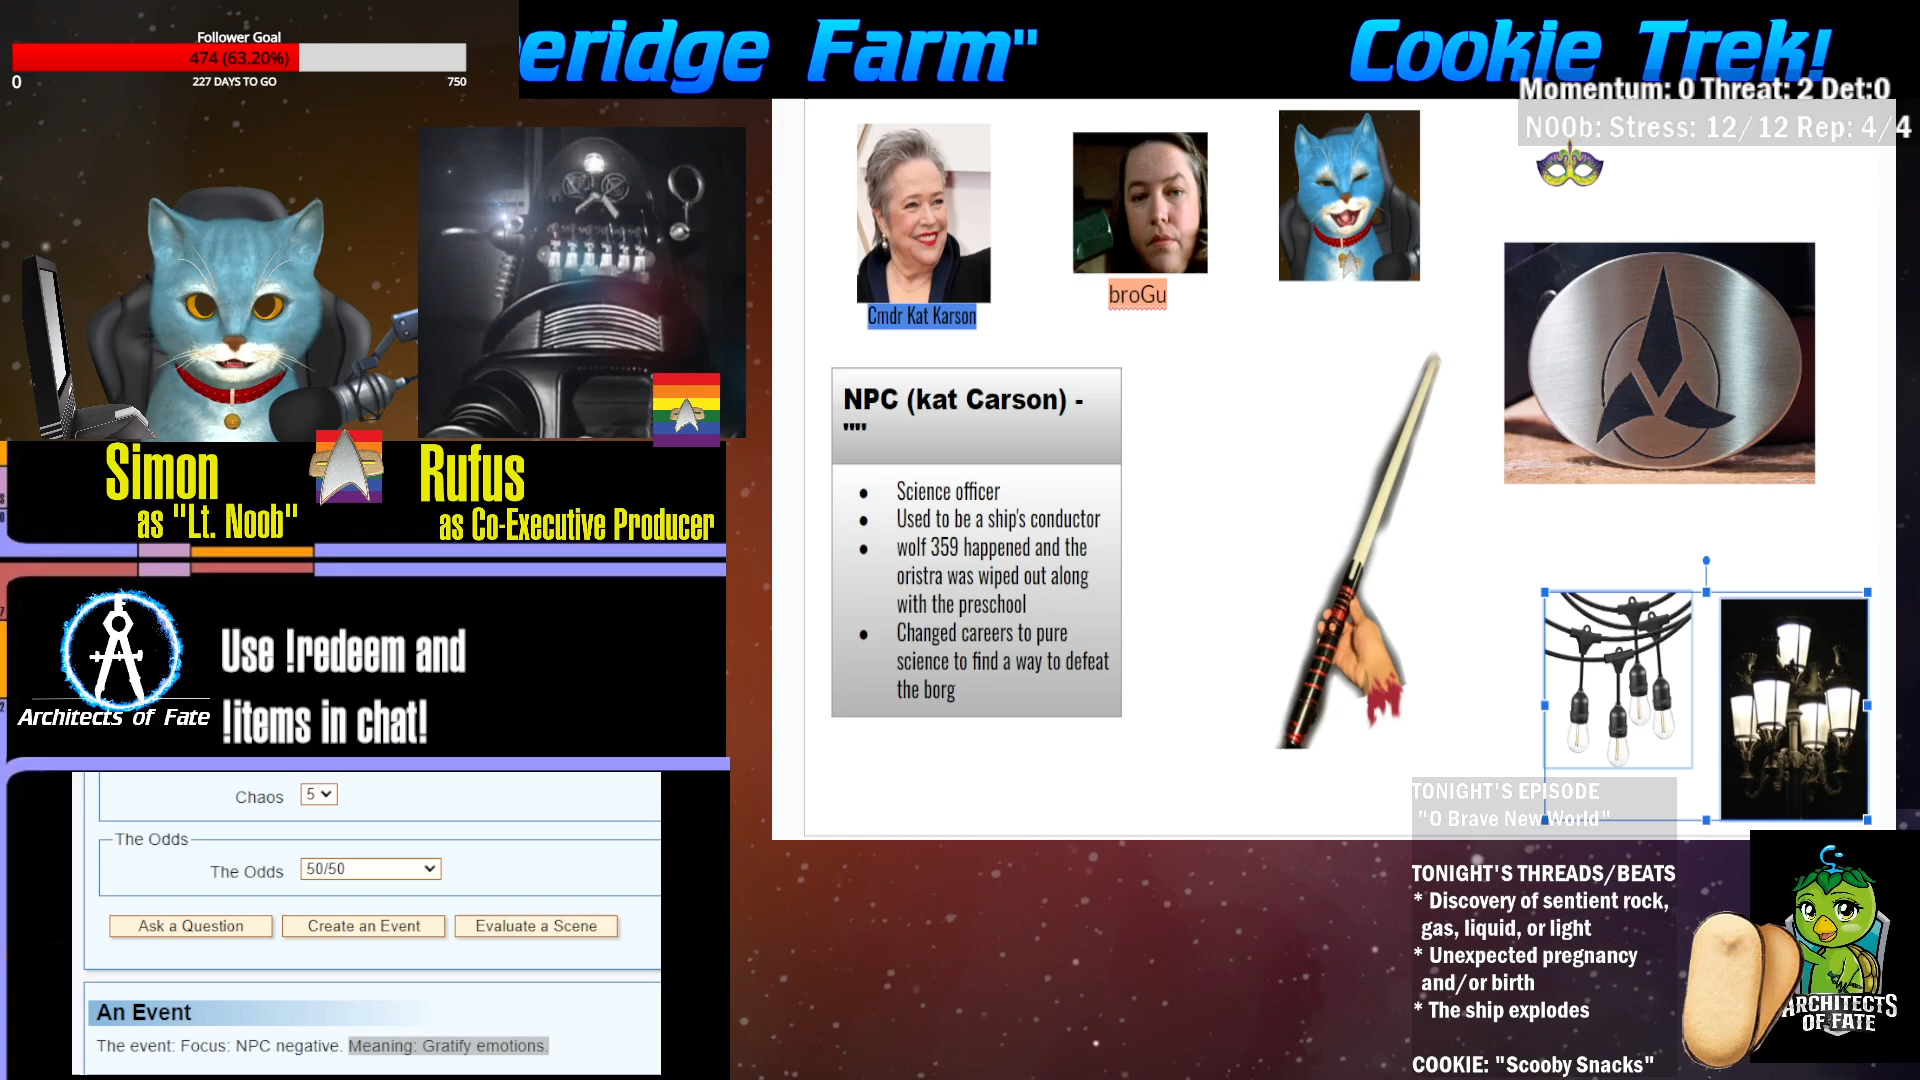 Follower Goal
474 (63.20%)
0
227 DAYS TO GO
750
eridge Farm"
Cookie Trek!
Momentum: 0 Threat: 2 Det:0
N00b: Stress: 12/12 Rep: 4/4
Cmdr Kat Karson
broGu
NPC (kat Carson) -
""
Science officer
Used to be a ship's conductor
wolf 359 happened and the
oristra was wiped out along
with the preschool
Changed careers to pure
science to find a way to defeat
the borg
Simon
as "Lt. Noob"
Rufus
as Co-Executive Producer
Architects of Fate
Use !redeem and
!items in chat!
Chaos
5
The Odds
The Odds
50/50
Ask a Question
Create an Event
Evaluate a Scene
An Event
The event: Focus: NPC negative. Meaning: Gratify emotions.
TONIGHT'S EPISODE
"O Brave New World"
TONIGHT'S THREADS/BEATS
* Discovery of sentient rock,
gas, liquid, or light
* Unexpected pregnancy
and/or birth
* The ship explodes
COOKIE: "Scooby Snacks"
ARCHITECTS
OF FATE